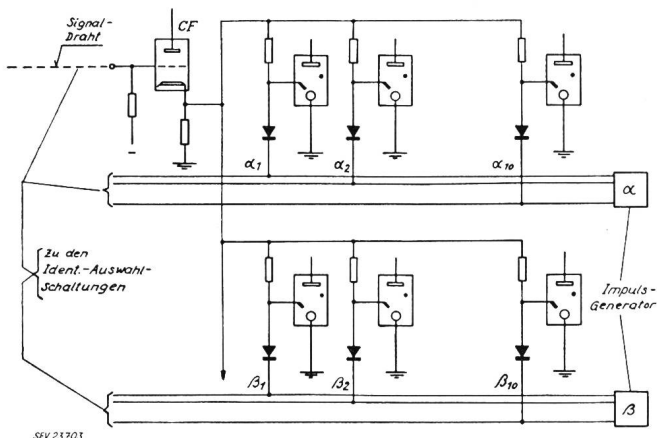 Signal-
Draht
CF
α1
α2
α10
α
Zu den
Ident.-Auswahl-
Schaltungen
Impuls-
Generator
β1
β2
β10
β
SEV 23703